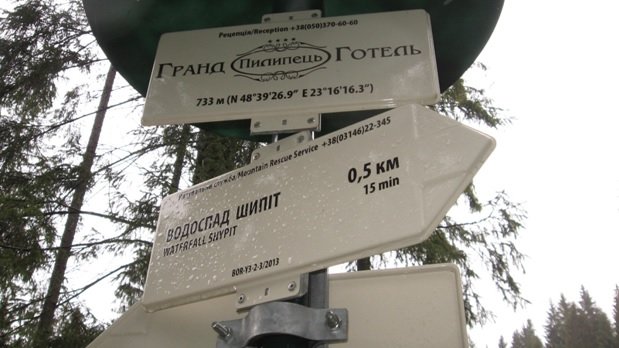 Рецепція/Reception +38(050)370-60-60
ГРАНД Пилипець ГОТЕЛЬ
733 м (N 48°39'26.9" E 23°16'16.3")
Рятувальна служба/Mountain Rescue Service +38(03146)22-345
ВОДОСПАД ШИПІТ
WATERFALL SHYPIT
0,5 км
15 min
BOR-Y3-2-3/2013